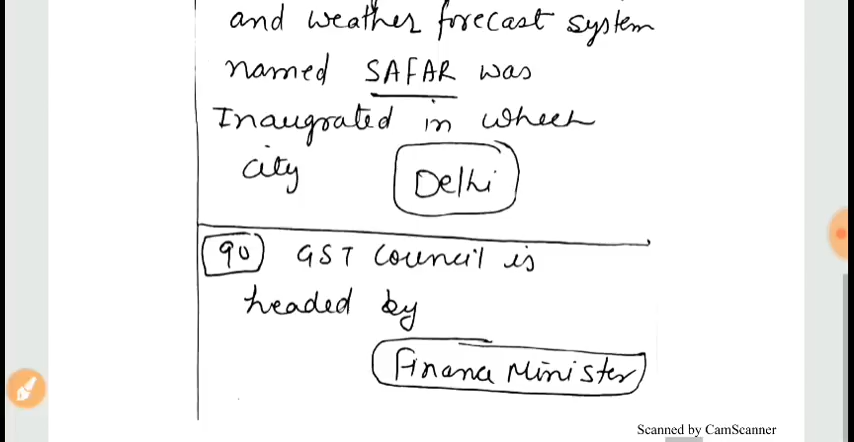 and weather forecast system
named SAFAR was
Inaugrated in whech
city Delhi
90 GST Council is
headed by
Finance Minister
Scanned by CamScanner